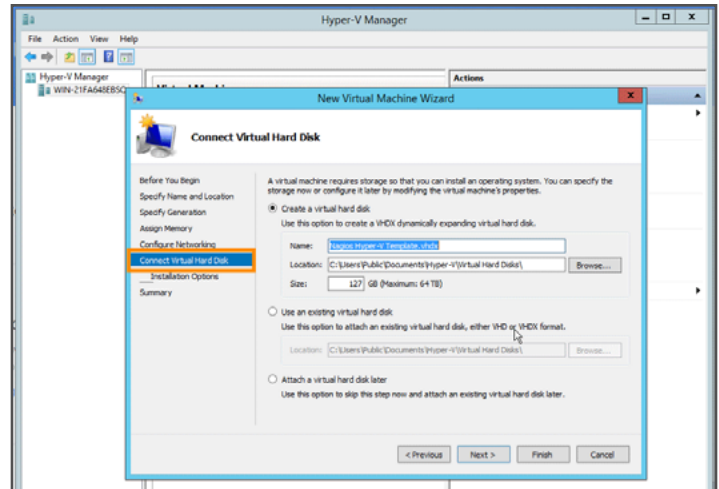 Hyper-V Manager
File Action View Help
Hyper-V Manager
WIN-21FA648EBSQ
Actions
New Virtual Machine Wizard
Connect Virtual Hard Disk
Before You Begin
Specify Name and Location
Specify Generation
Assign Memory
Configure Networking
Connect Virtual Hard Disk
Installation Options
Summary
A virtual machine requires storage so that you can install an operating system. You can specify the
storage now or configure it later by modifying the virtual machine's properties.
Create a virtual hard disk
Use this option to create a VHDX dynamically expanding virtual hard disk.
Name: Nagios Hyper-V Template.vhdx
Location: C:\Users\Public\Documents\Hyper-V\Virtual Hard Disks\ Browse...
Size: 127 GB (Maximum: 64 TB)
Use an existing virtual hard disk
Use this option to attach an existing virtual hard disk, either VHD or VHDX format.
Location: C:\Users\Public\Documents\Hyper-V\Virtual Hard Disks\ Browse...
Attach a virtual hard disk later
Use this option to skip this step now and attach an existing virtual hard disk later.
< Previous Next > Finish Cancel